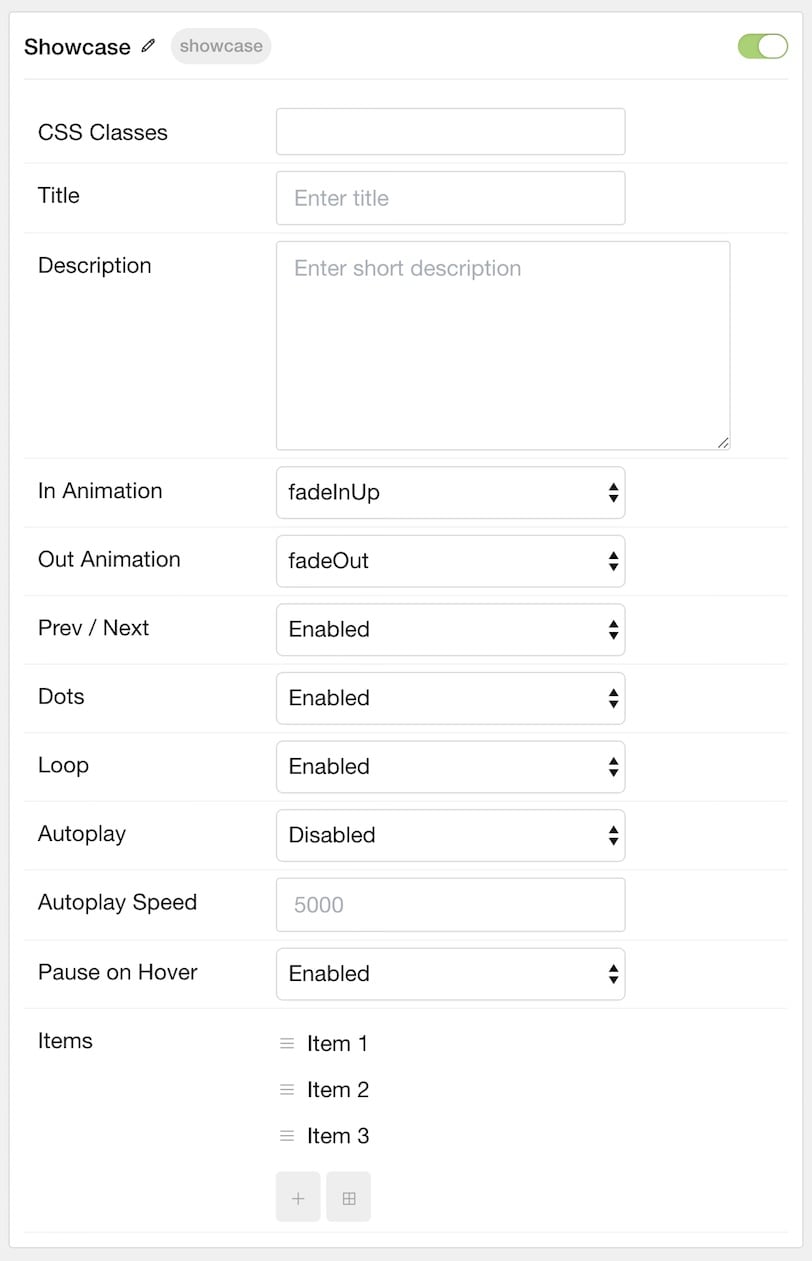 Showcase showcase
CSS Classes
Title Enter title
Description Enter short description
In Animation fadeInUp
Out Animation fadeOut
Prev / Next Enabled
Dots Enabled
Loop Enabled
Autoplay Disabled
Autoplay Speed 5000
Pause on Hover Enabled
Items Item 1
Item 2
Item 3